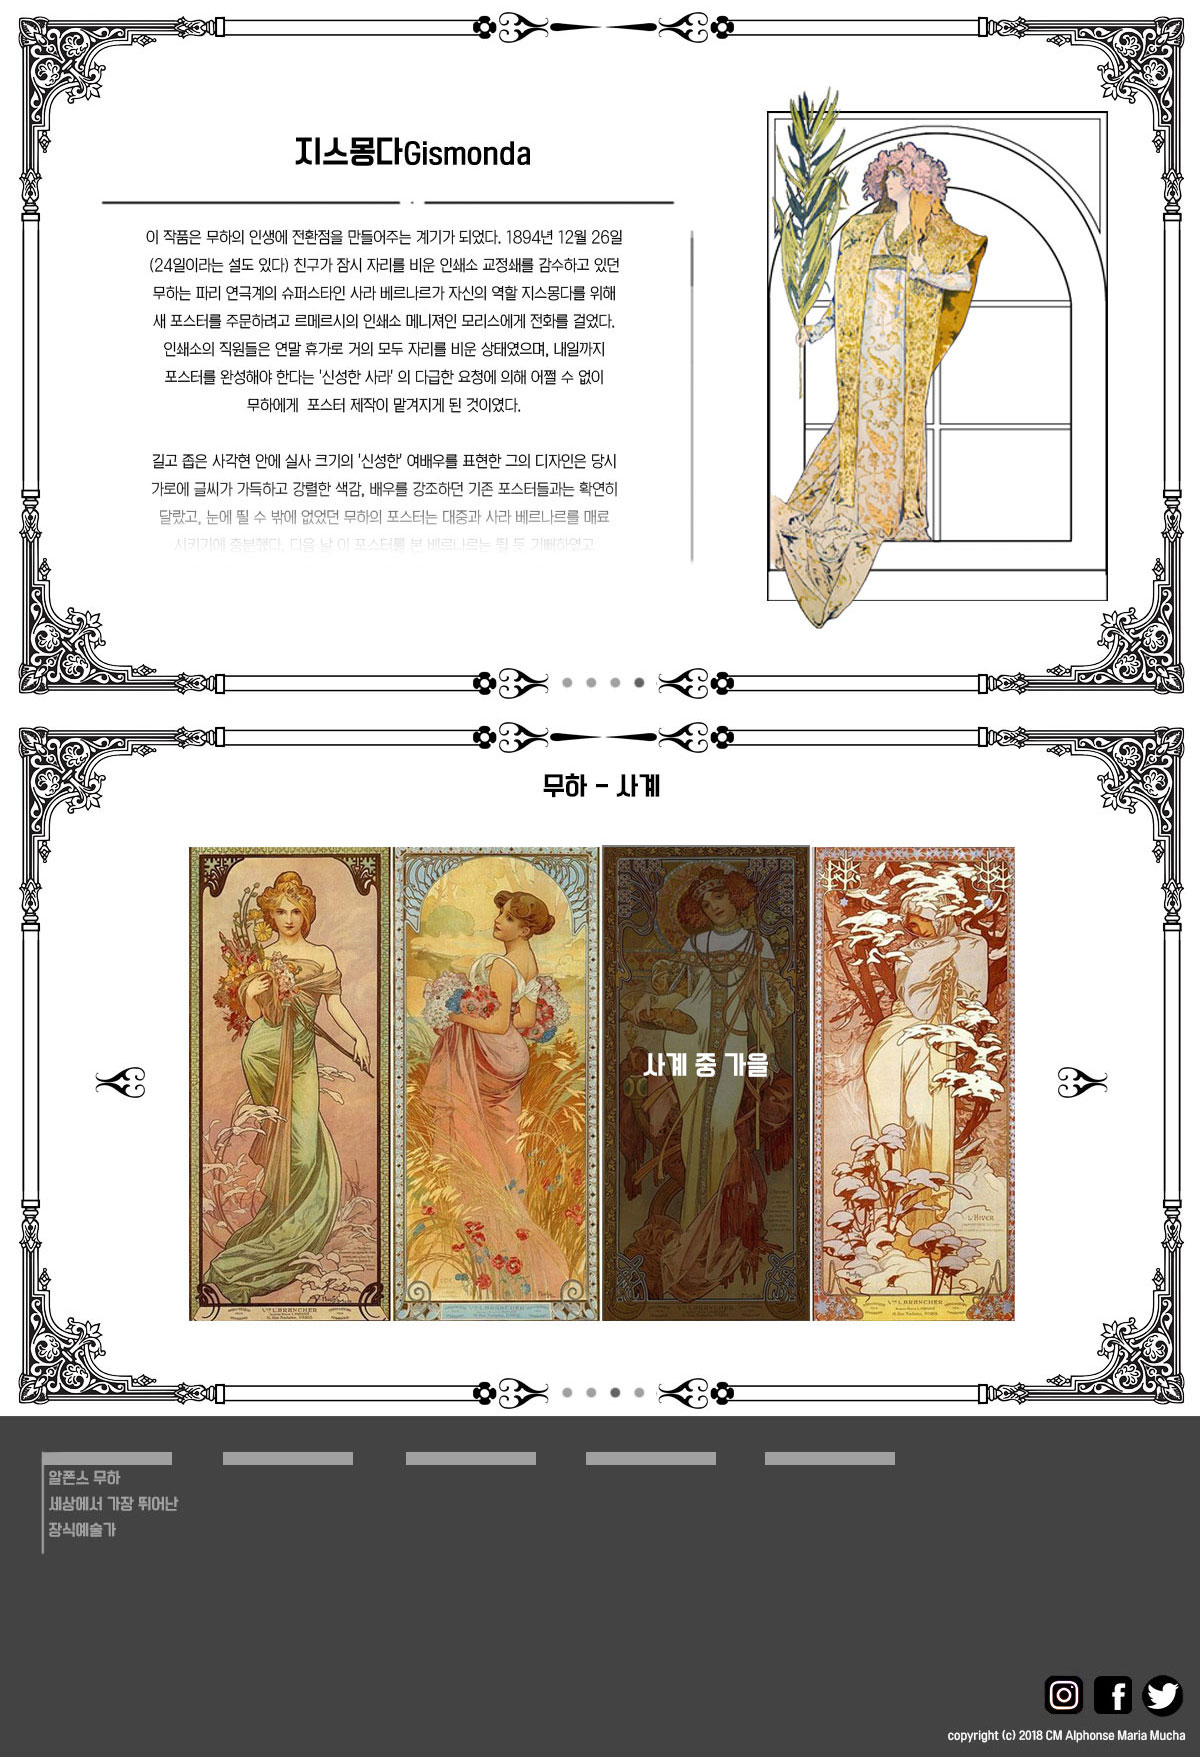 지스몽다Gismonda
이 작품은 무하의 인생에 전환점을 만들어주는 계기가 되었다. 1894년 12월 26일
(24일이라는 설도 있다) 친구가 잠시 자리를 비운 인쇄소 교정쇄를 감수하고 있던
무하는 파리 연극계의 슈퍼스타인 사라 베르나르가 자신의 역할 지스몽다를 위해
새 포스터를 주문하려고 르메르시의 인쇄소 메니져인 모리스에게 전화를 걸었다.
인쇄소의 직원들은 연말 휴가로 거의 모두 자리를 비운 상태였으며, 내일까지
포스터를 완성해야 한다는 '신성한 사라' 의 다급한 요청에 의해 어쩔 수 없이
무하에게 포스터 제작이 맡겨지게 된 것이였다.
길고 좁은 사각현 안에 실사 크기의 '신성한' 여배우를 표현한 그의 디자인은 당시
가로에 글씨가 가득하고 강렬한 색감, 배우를 강조하던 기존 포스터들과는 확연히
달랐고, 눈에 띌 수 밖에 없었던 무하의 포스터는 대중과 사라 베르나르를 매료
시키기에 충분했다. 다음 날 이 포스터를 본 베르나르는 뛸 듯 기뻐하였고
무하 - 사계
사계 중 가을
L'HIVER
알폰스 무하
세상에서 가장 뛰어난
장식예술가
copyright (c) 2018 CM Alphonse Maria Mucha